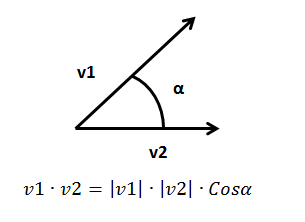 v1
α
v2
v1 · v2 = |v1| · |v2| · Cosα